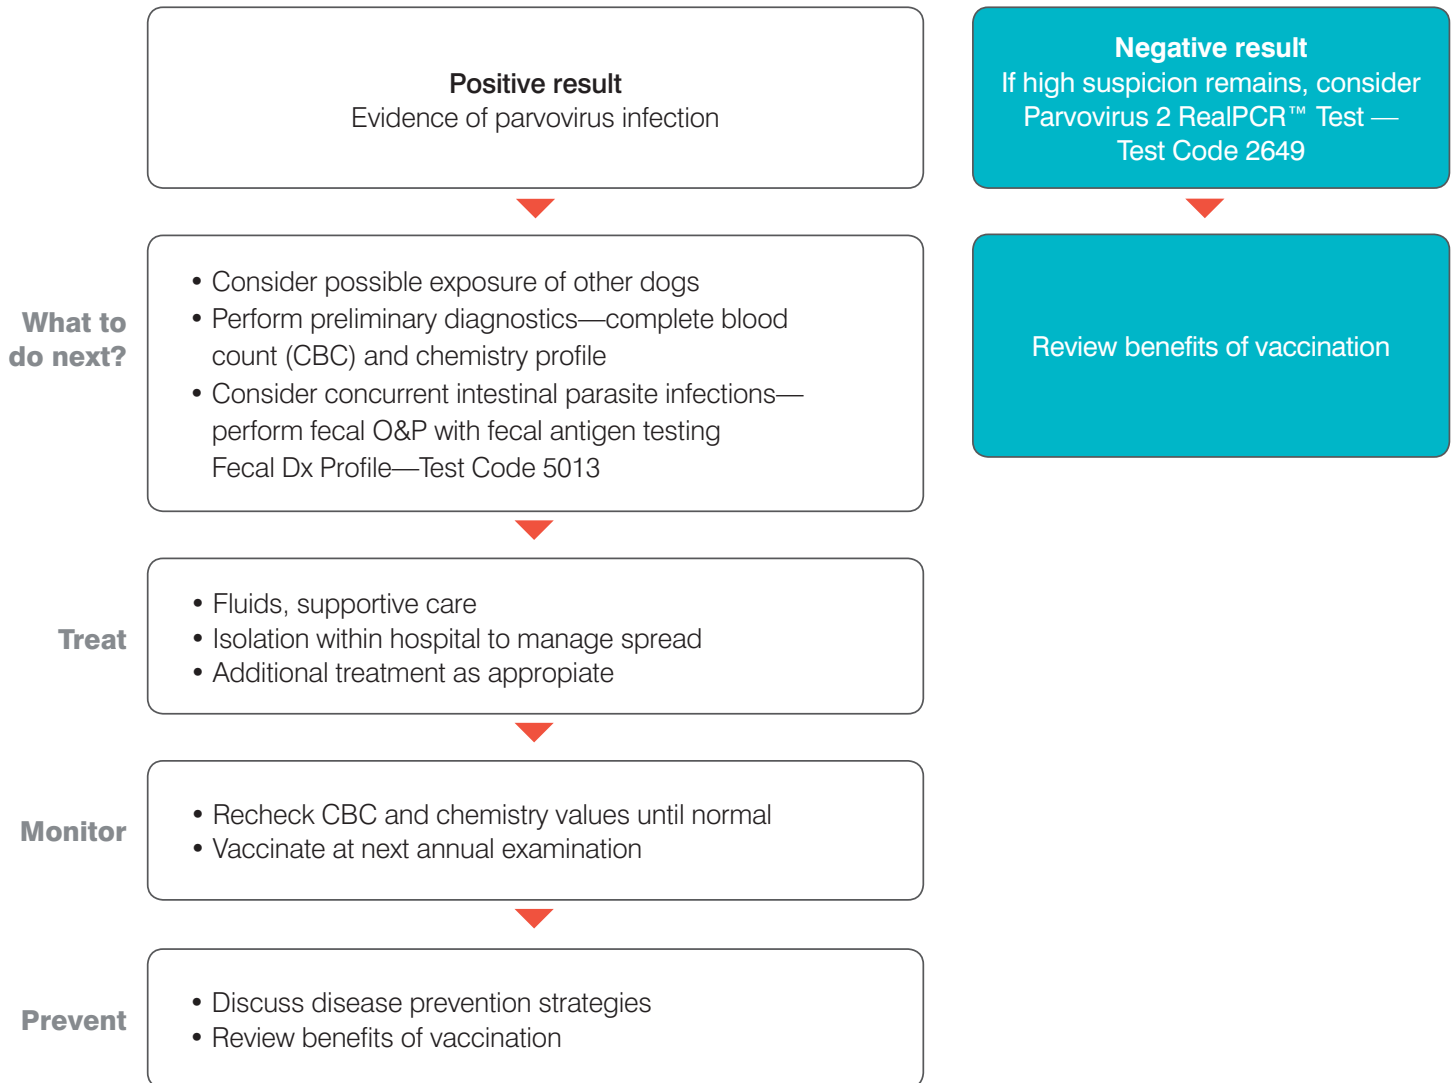 Positive result
Evidence of parvovirus infection
Negative result
If high suspicion remains, consider
Parvovirus 2 RealPCR™ Test —
Test Code 2649
What to
do next?
• Consider possible exposure of other dogs
• Perform preliminary diagnostics—complete blood
count (CBC) and chemistry profile
• Consider concurrent intestinal parasite infections—
perform fecal O&P with fecal antigen testing
Fecal Dx Profile—Test Code 5013
Review benefits of vaccination
Treat
• Fluids, supportive care
• Isolation within hospital to manage spread
• Additional treatment as appropiate
Monitor
• Recheck CBC and chemistry values until normal
• Vaccinate at next annual examination
Prevent
• Discuss disease prevention strategies
• Review benefits of vaccination